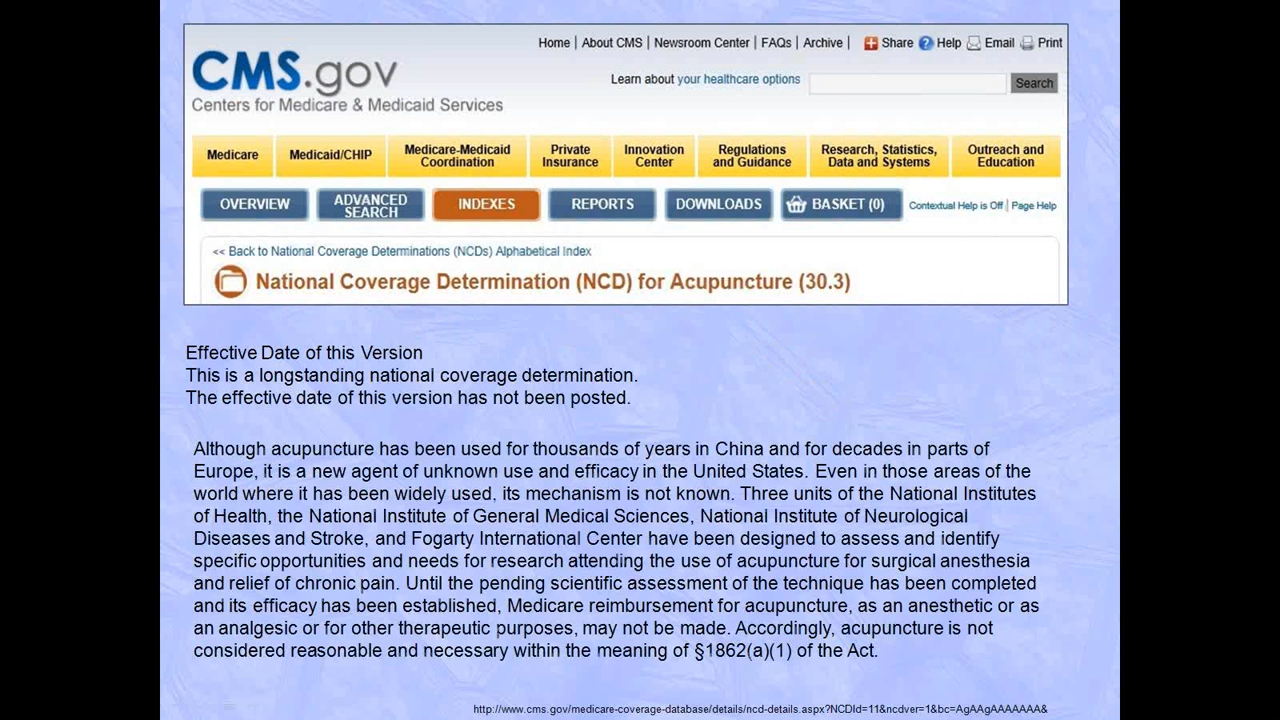 Home | About CMS | Newsroom Center | FAQs | Archive | Share Help Email Print
CMS.gov
Centers for Medicare & Medicaid Services
Learn about your healthcare options Search
Medicare Medicaid/CHIP Medicare-Medicaid Coordination Private Insurance Innovation Center Regulations and Guidance Research, Statistics, Data and Systems Outreach and Education
OVERVIEW ADVANCED SEARCH INDEXES REPORTS DOWNLOADS BASKET (0) Contextual Help is Off | Page Help
<< Back to National Coverage Determinations (NCDs) Alphabetical Index
National Coverage Determination (NCD) for Acupuncture (30.3)
Effective Date of this Version
This is a longstanding national coverage determination.
The effective date of this version has not been posted.
Although acupuncture has been used for thousands of years in China and for decades in parts of
Europe, it is a new agent of unknown use and efficacy in the United States. Even in those areas of the
world where it has been widely used, its mechanism is not known. Three units of the National Institutes
of Health, the National Institute of General Medical Sciences, National Institute of Neurological
Diseases and Stroke, and Fogarty International Center have been designed to assess and identify
specific opportunities and needs for research attending the use of acupuncture for surgical anesthesia
and relief of chronic pain. Until the pending scientific assessment of the technique has been completed
and its efficacy has been established, Medicare reimbursement for acupuncture, as an anesthetic or as
an analgesic or for other therapeutic purposes, may not be made. Accordingly, acupuncture is not
considered reasonable and necessary within the meaning of §1862(a)(1) of the Act.
http://www.cms.gov/medicare-coverage-database/details/ncd-details.aspx?NCDId=11&ncdver=1&bc=AgAAgAAAAAAA&